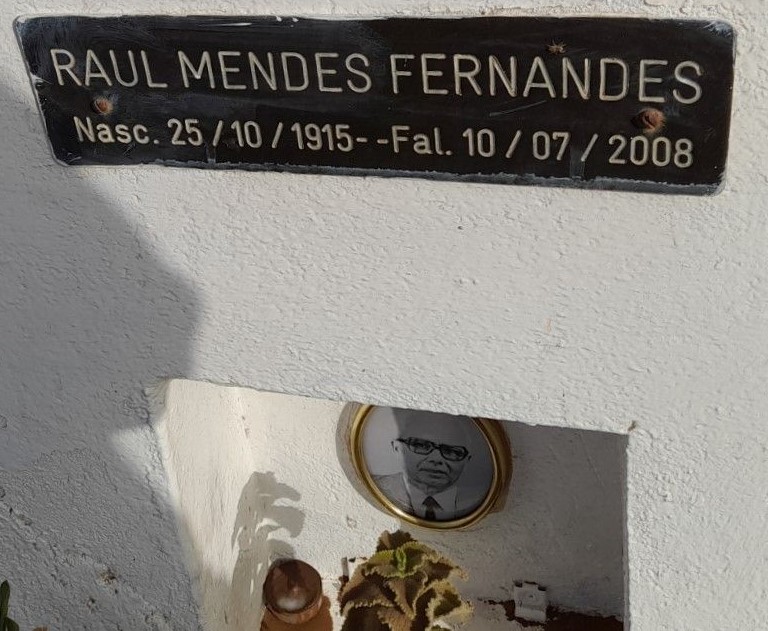 RAUL MENDES FERNANDES
Nasc. 25/10/1915--Fal. 10/07/2008